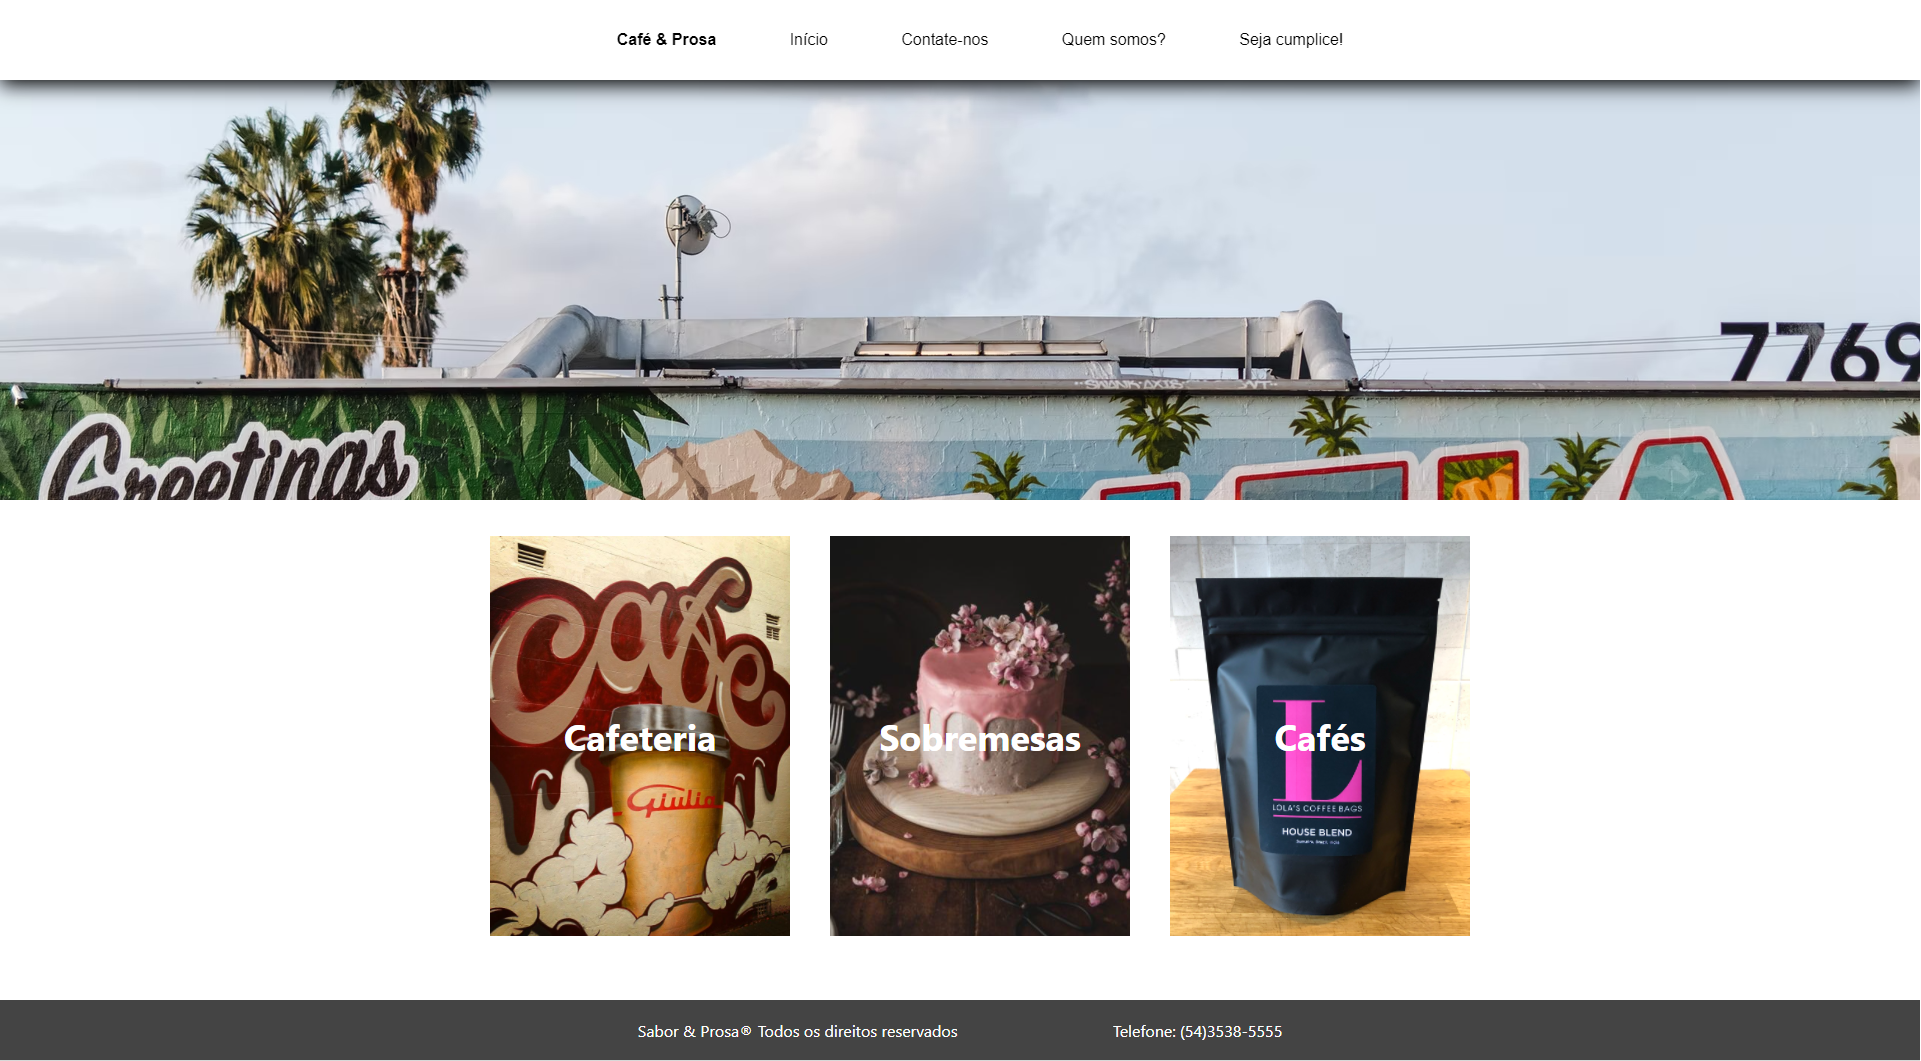 Café & Prosa Início Contate-nos Quem somos? Seja cumplice!
7769
Greetings
Cafe
Cafeteria
Giulia
Sobremesas
Cafés
L
LOLA'S COFFEE BAGS
HOUSE BLEND
Sabor & Prosa® Todos os direitos reservados Telefone: (54)3538-5555